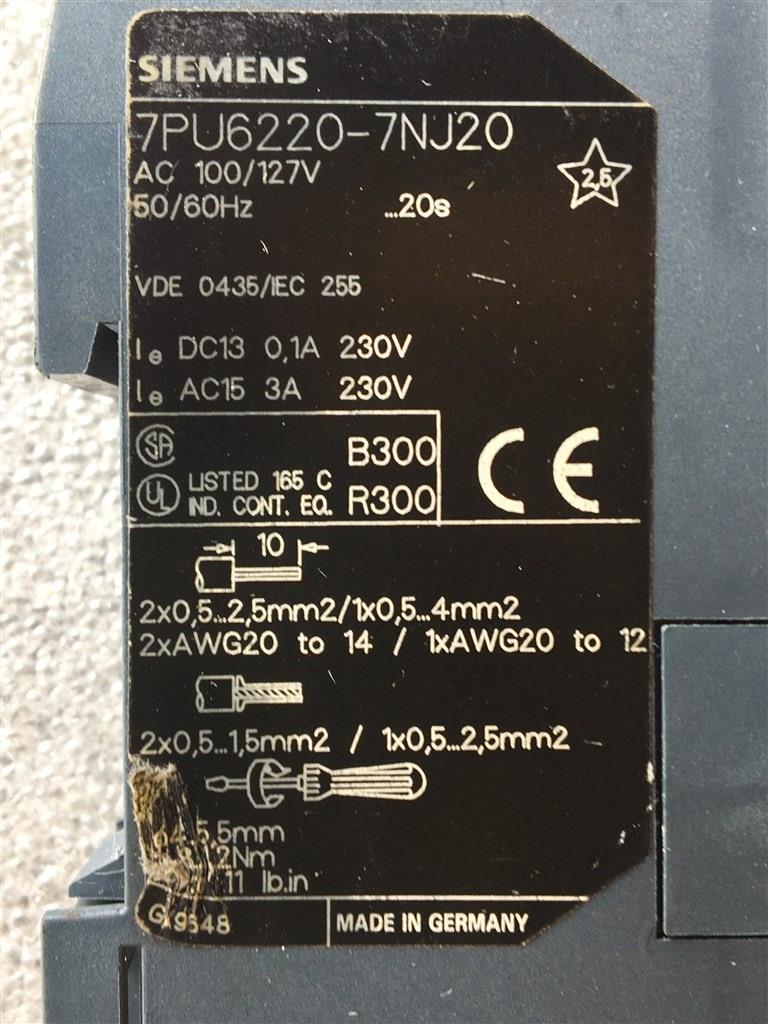 SIEMENS
7PU6220-7NJ20
AC 100/127V
2,5
50/60Hz ...20s
VDE 0435/IEC 255
Ie DC13 0,1A 230V
Ie AC15 3A 230V
SA B300
UL LISTED 165 C
IND. CONT. EQ. R300
CE
10
2x0,5...2,5mm2/1x0,5...4mm2
2xAWG20 to 14 / 1xAWG20 to 12
2x0,5...1,5mm2 / 1x0,5...2,5mm2
5,5mm
2Nm
11 lb.in
MADE IN GERMANY